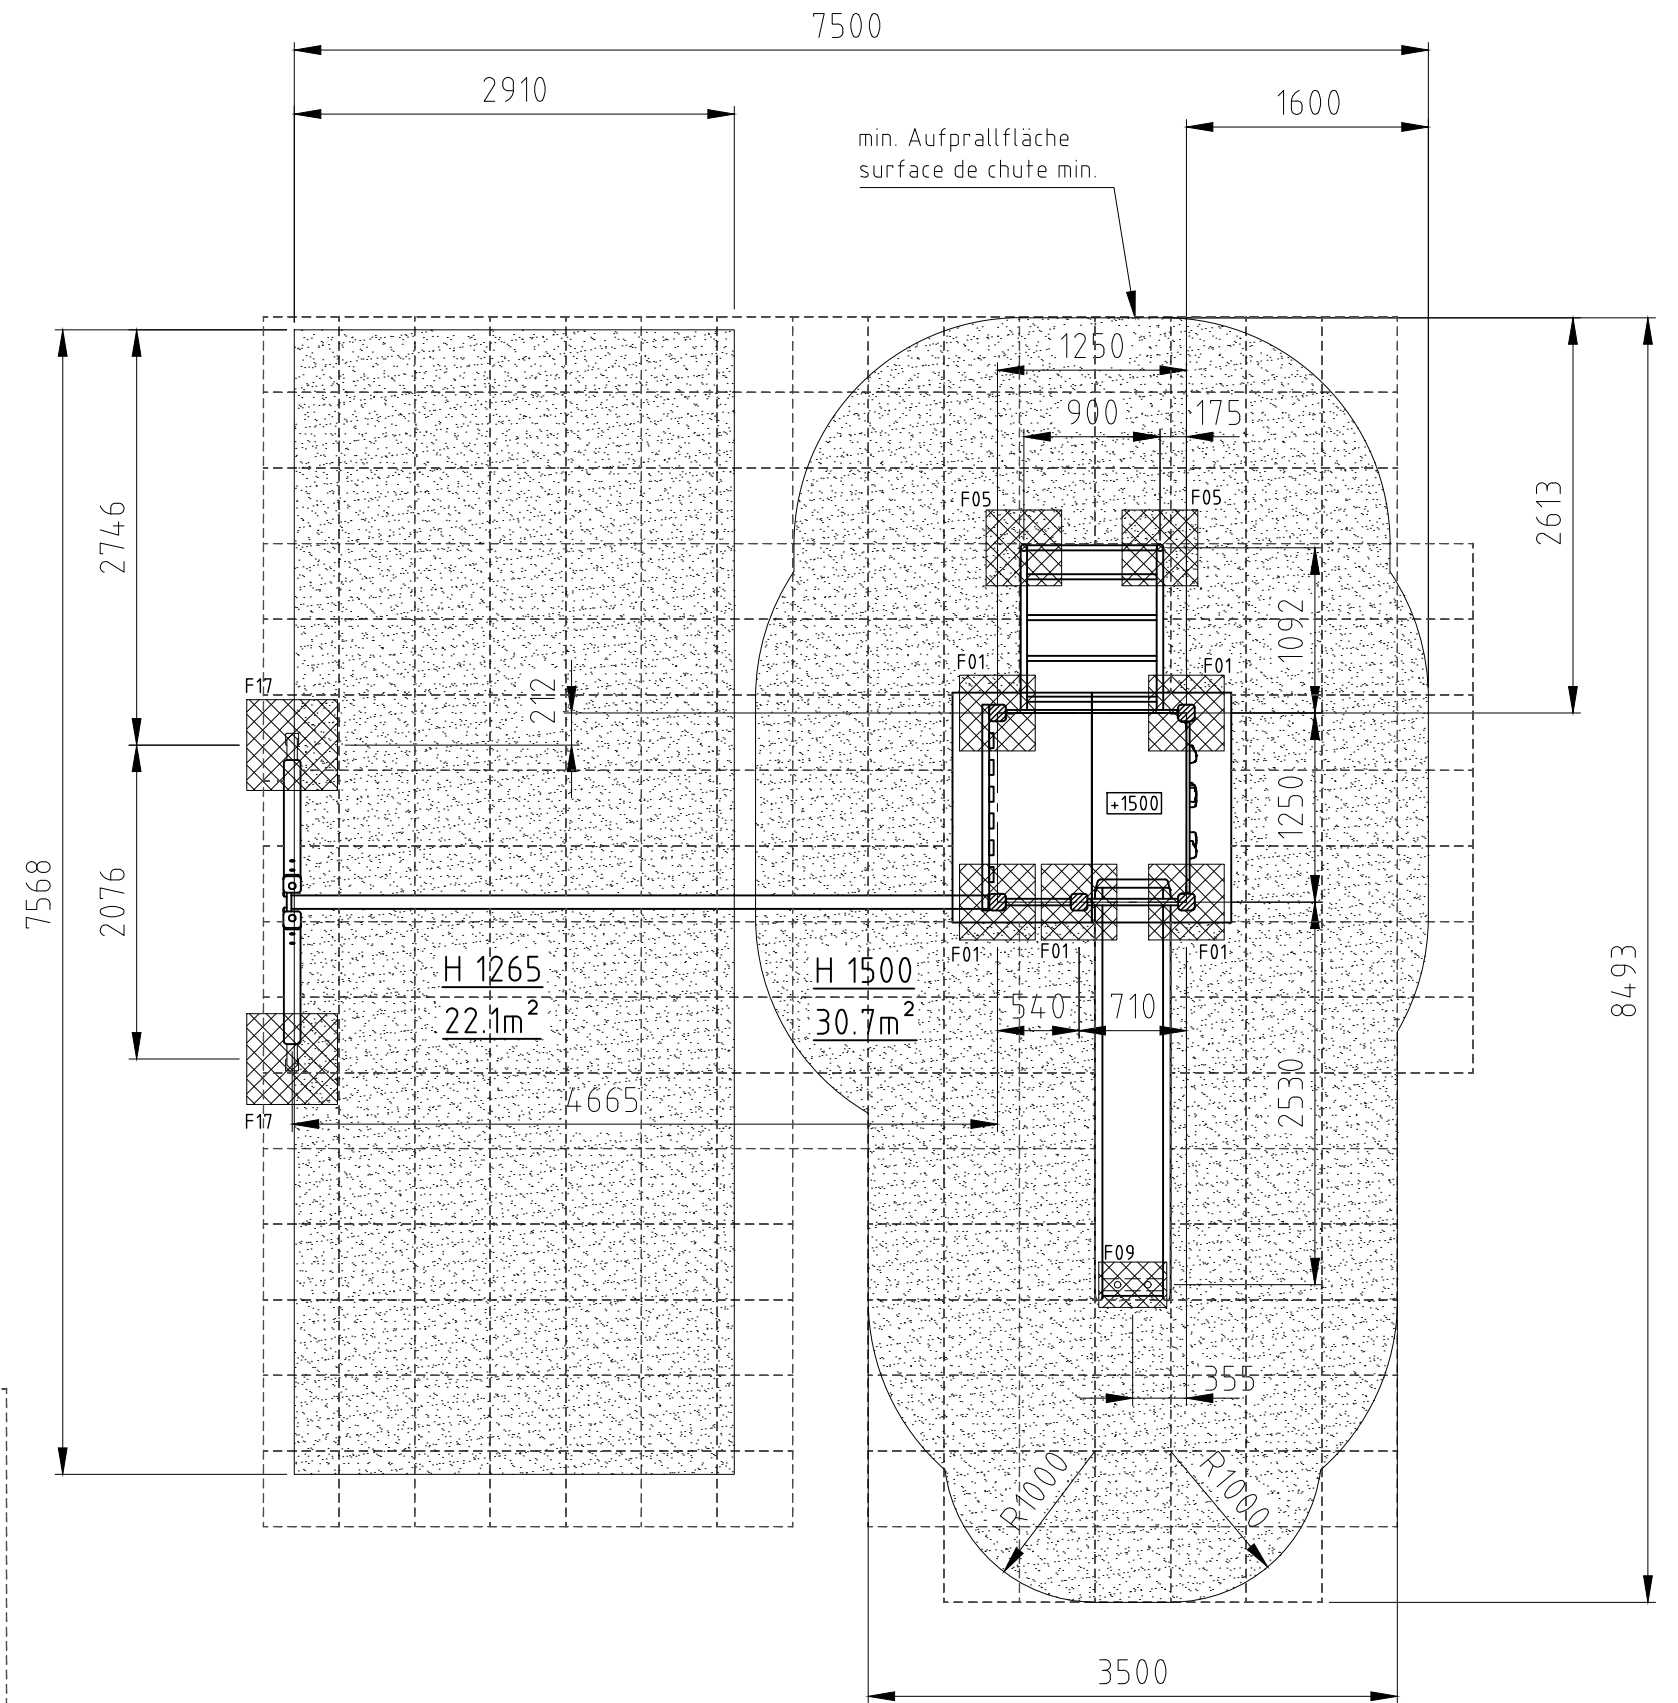 7500
2910
1600
min. Aufprallfläche
surface de chute min.
1250
900
175
F05
F05
2746
2613
1092
F01
F01
F17
212
1250
+1500
7568
2076
F01
F01
F01
H 1265
22.1m²
H 1500
30.7m²
540
710
8493
2530
4665
F17
F09
355
R1000
R1000
3500